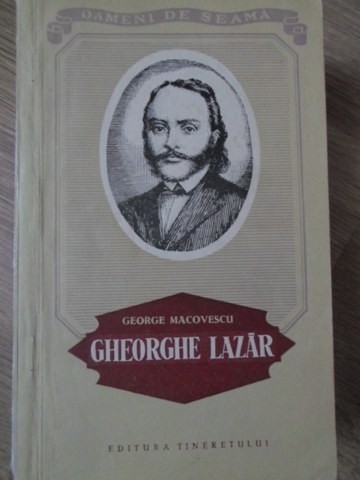 OAMENI DE SEAMĂ
GEORGE MACOVESCU
GHEORGHE LAZĂR
EDITURA TINERETULUI